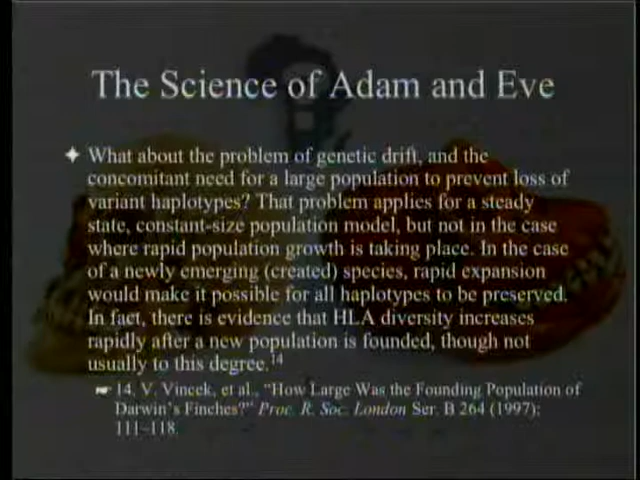 The Science of Adam and Eve
What about the problem of genetic drift, and the
concomitant need for a large population to prevent loss of
variant haplotypes? That problem applies for a steady
state, constant-size population model, but not in the case
where rapid population growth is taking place. In the case
of a newly emerging (created) species, rapid expansion
would make it possible for all haplotypes to be preserved.
In fact, there is evidence that HLA diversity increases
rapidly after a new population is founded, though not
usually to this degree.14
14. V. Vincek, et al., "How Large Was the Founding Population of
Darwin's Finches?" Proc. R. Soc. London Ser. B 264 (1997):
111–118.